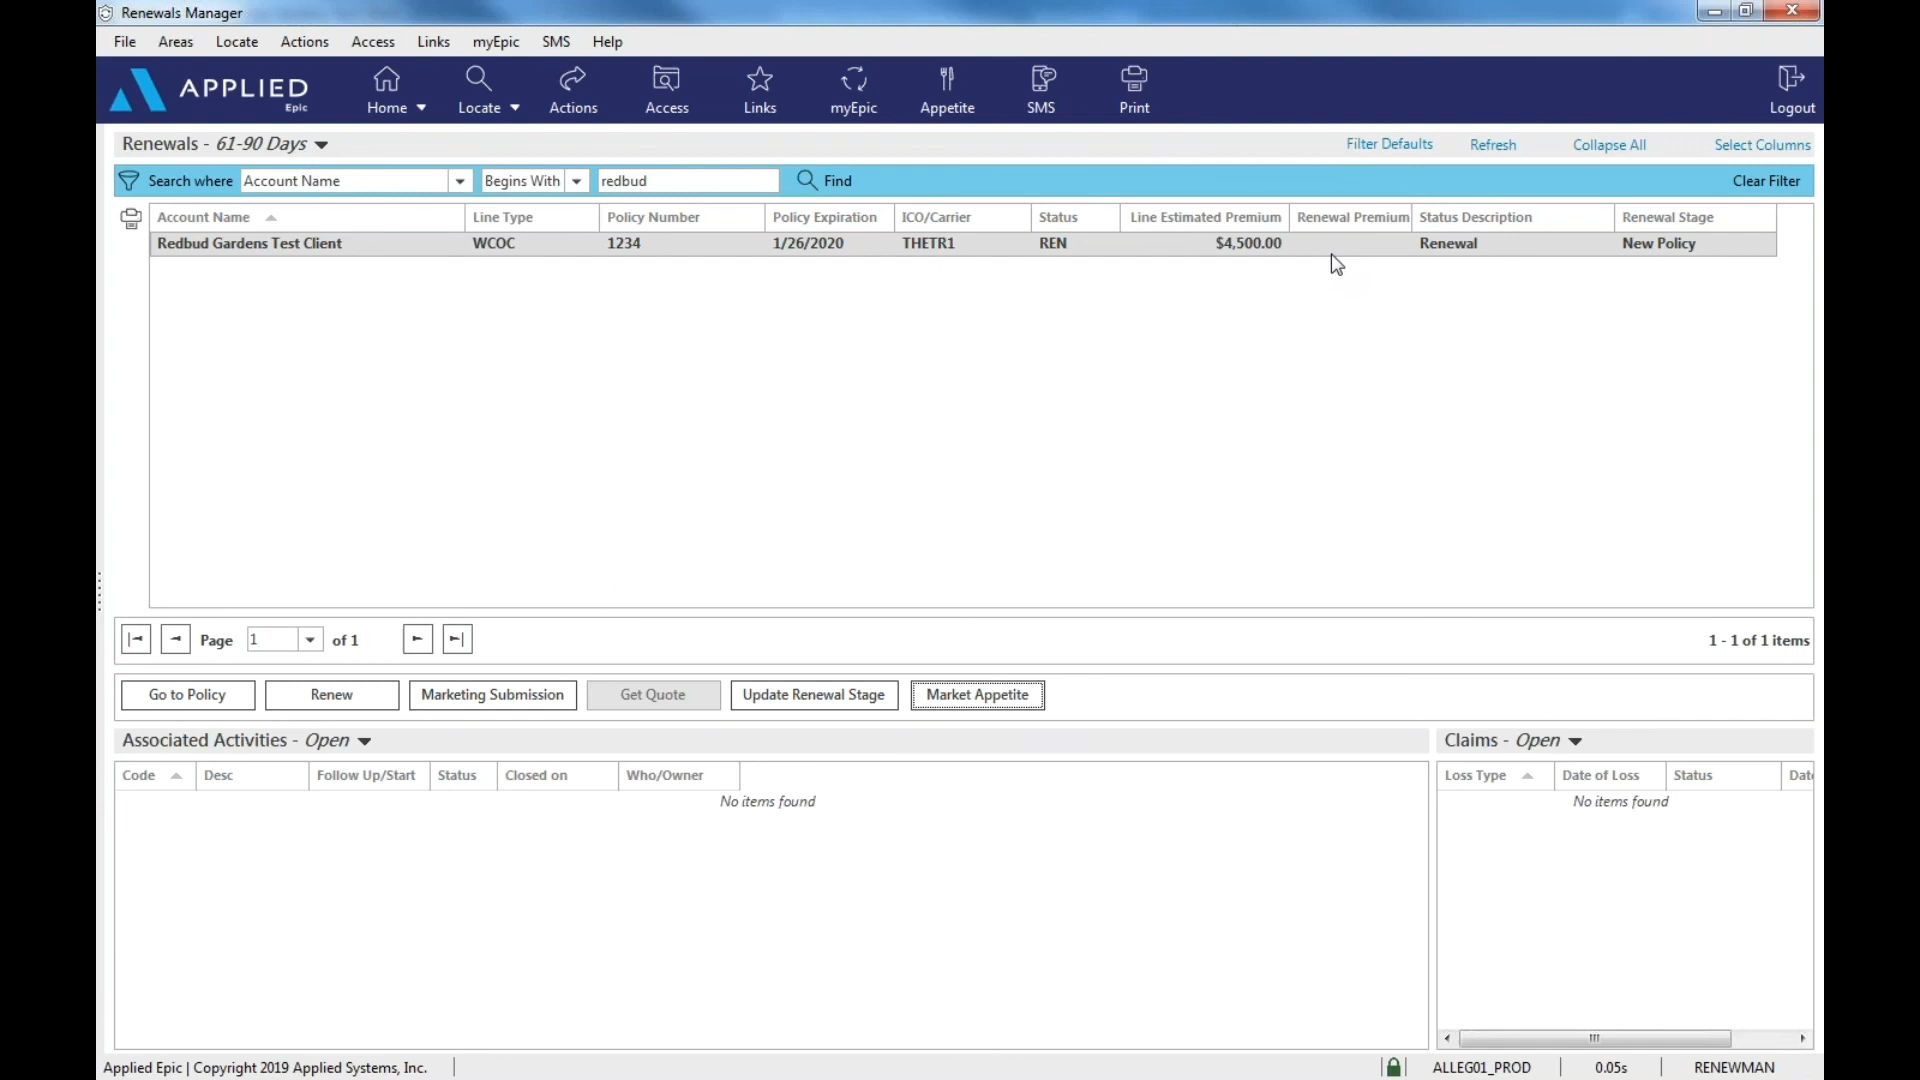 Renewals Manager
File Areas Locate Actions Access Links myEpic SMS Help
APPLIED Epic
Home Locate Actions Access Links myEpic Appetite SMS Print Logout
Renewals - 61-90 Days Filter Defaults Refresh Collapse All Select Columns
Search where Account Name Begins With redbud Find Clear Filter
Account Name Line Type Policy Number Policy Expiration ICO/Carrier Status Line Estimated Premium Renewal Premium Status Description Renewal Stage
Redbud Gardens Test Client WCOC 1234 1/26/2020 THETR1 REN $4,500.00 Renewal New Policy
Page 1 of 1 1 - 1 of 1 items
Go to Policy Renew Marketing Submission Get Quote Update Renewal Stage Market Appetite
Associated Activities - Open Claims - Open
Code Desc Follow Up/Start Status Closed on Who/Owner Loss Type Date of Loss Status Dat
No items found No items found
Applied Epic | Copyright 2019 Applied Systems, Inc. ALLEG01_PROD 0.05s RENEWMAN